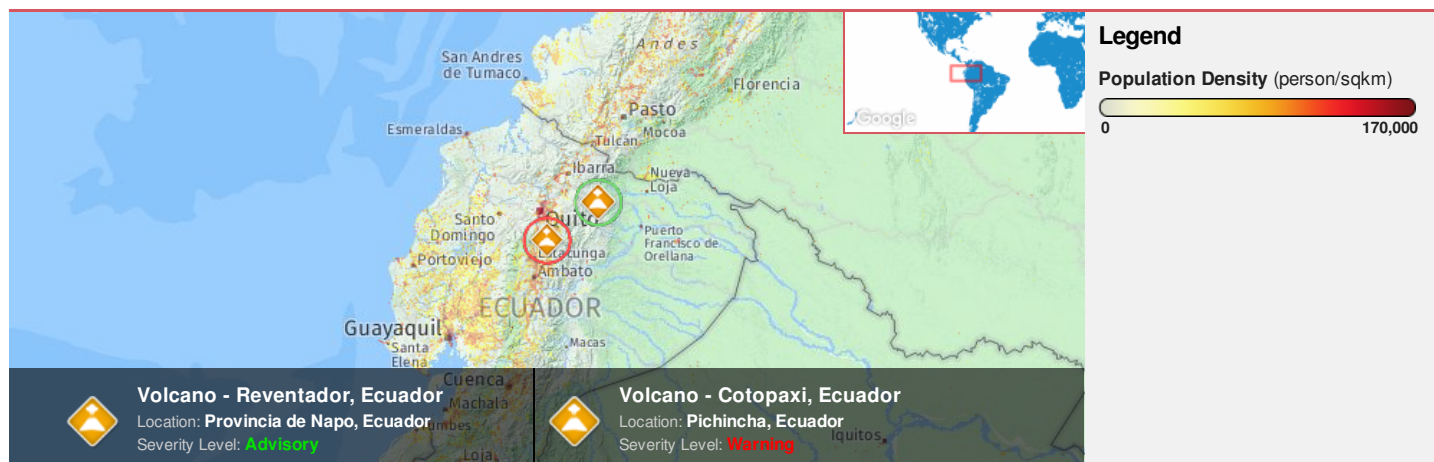 Andes
San Andres
de Tumaco
Florencia
Pasto
Mocoa
Esmeraldas
Tulcán
Ibarra
Nueva
Loja
Santo
Domingo
Quito
Puerto
Francisco de
Orellana
Portoviejo
Latacunga
Ambato
ECUADOR
Guayaquil
Santa
Elena
Macas
Cuenca
Machala
Tumbes
Loja
Iquitos
Google
Volcano - Reventador, Ecuador
Location: Provincia de Napo, Ecuador
Severity Level: Advisory
Volcano - Cotopaxi, Ecuador
Location: Pichincha, Ecuador
Severity Level: Warning
Legend
Population Density (person/sqkm)
0 170,000